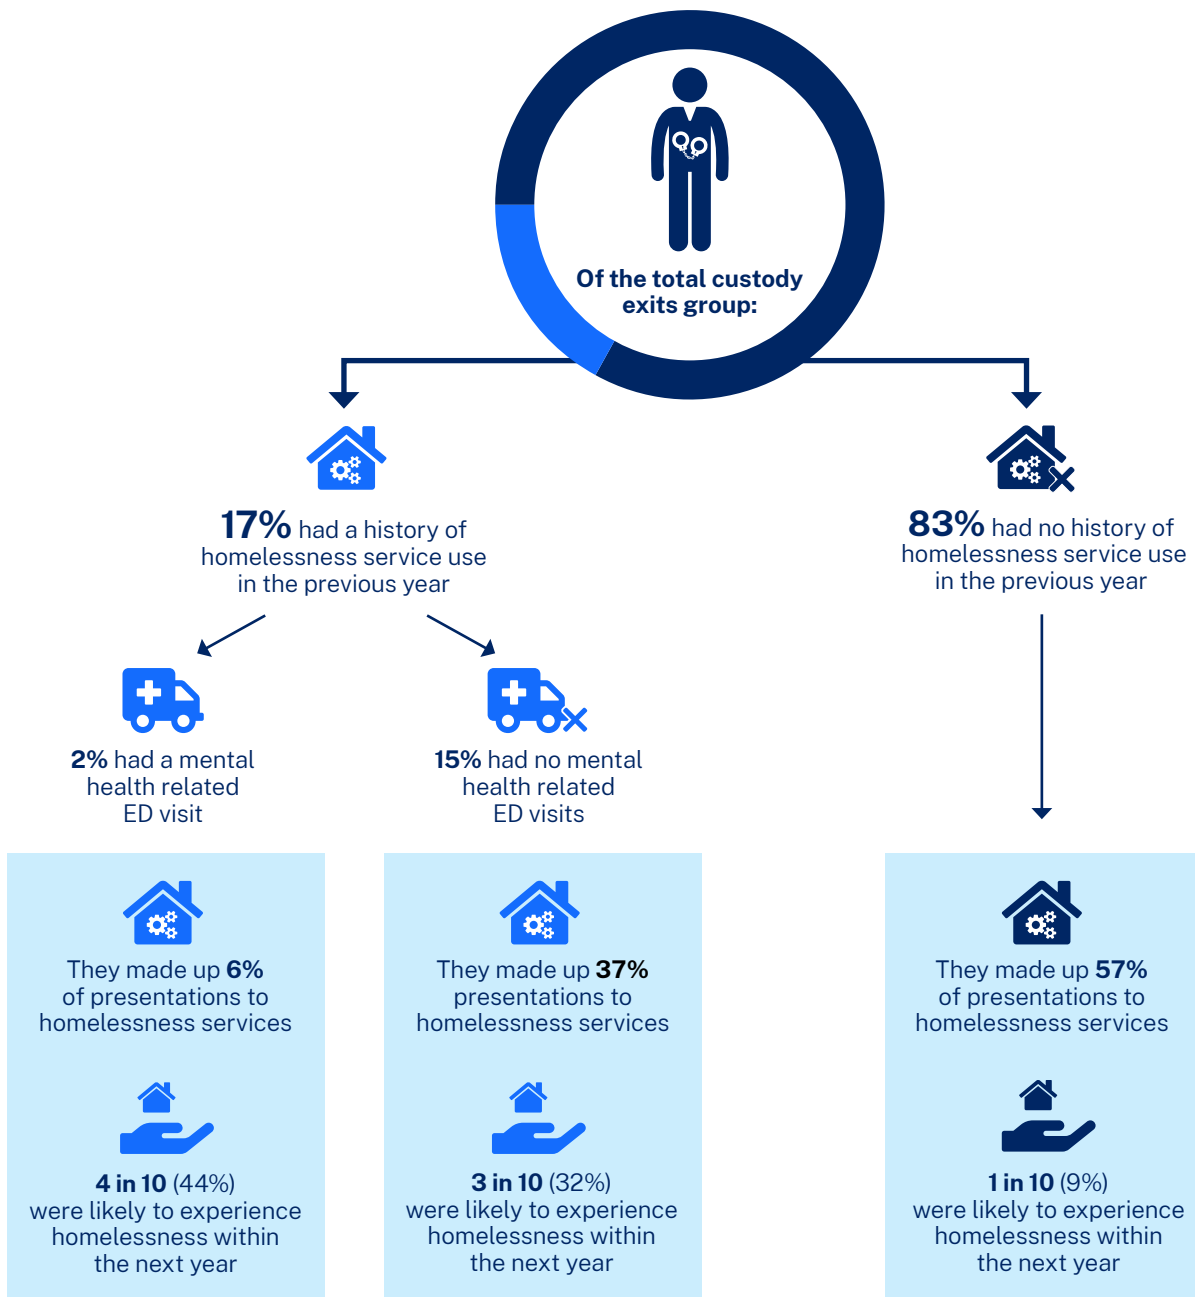 Of the total custody
exits group:
17% had a history of
homelessness service use
in the previous year
83% had no history of
homelessness service use
in the previous year
2% had a mental
health related
ED visit
15% had no mental
health related
ED visits
They made up 6%
of presentations to
homelessness services
They made up 37%
presentations to
homelessness services
They made up 57%
of presentations to
homelessness services
4 in 10 (44%)
were likely to experience
homelessness within
the next year
3 in 10 (32%)
were likely to experience
homelessness within
the next year
1 in 10 (9%)
were likely to experience
homelessness within
the next year